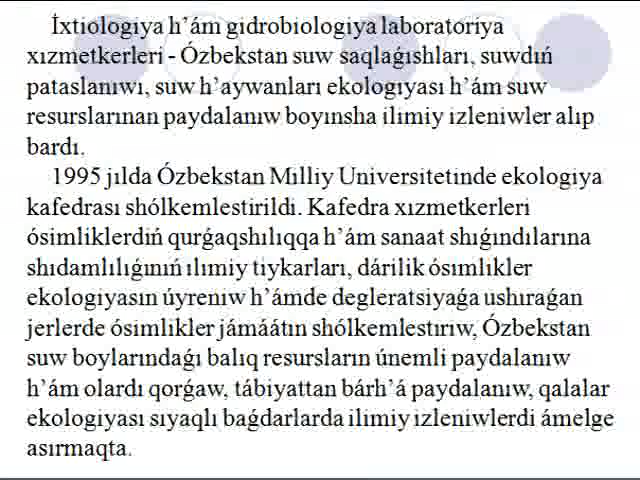 İxtiologiya h’ám gidrobiologiya laboratoriya
xızmetkerleri - Ózbekstan suw saqlaǵıshları, suwdıń
pataslanıwı, suw h’aywanları ekologiyası h’ám suw
resurslarınan paydalanıw boyınsha ilimiy izleniwler alıp
bardı.
1995 jılda Ózbekstan Mılliy Universitetinde ekologiya
kafedrası shólkemlestirildi. Kafedra xızmetkerleri
ósimliklerdiń qurǵaqshılıqqa h’ám sanaat shıǵındılarına
shıdamlılıǵınıń ılımiy tiykarları, dárilik ósımlıkler
ekologiyasın úyreniw h’ámde degleratsiyaǵa ushıraǵan
jerlerde ósimlikler jámáátın shólkemlestırıw, Ózbekstan
suw boylarındaǵı balıq resursların únemli paydalanıw
h’ám olardı qorǵaw, tábiyattan bárh’á paydalanıw, qalalar
ekologiyası sıyaqlı baǵdarlarda ilimiy izleniwlerdi ámelge
asırmaqta.